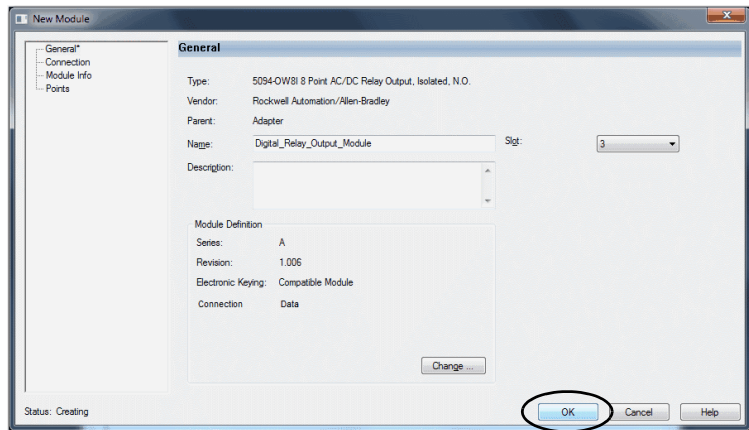 New Module
General*
Connection
Module Info
Points
General
Type: 5094-OW8I 8 Point AC/DC Relay Output, Isolated, N.O.
Vendor: Rockwell Automation/Allen-Bradley
Parent: Adapter
Name: Digital_Relay_Output_Module Slot: 3
Description:
Module Definition
Series: A
Revision: 1.006
Electronic Keying: Compatible Module
Connection Data
Change ...
Status: Creating
OK Cancel Help